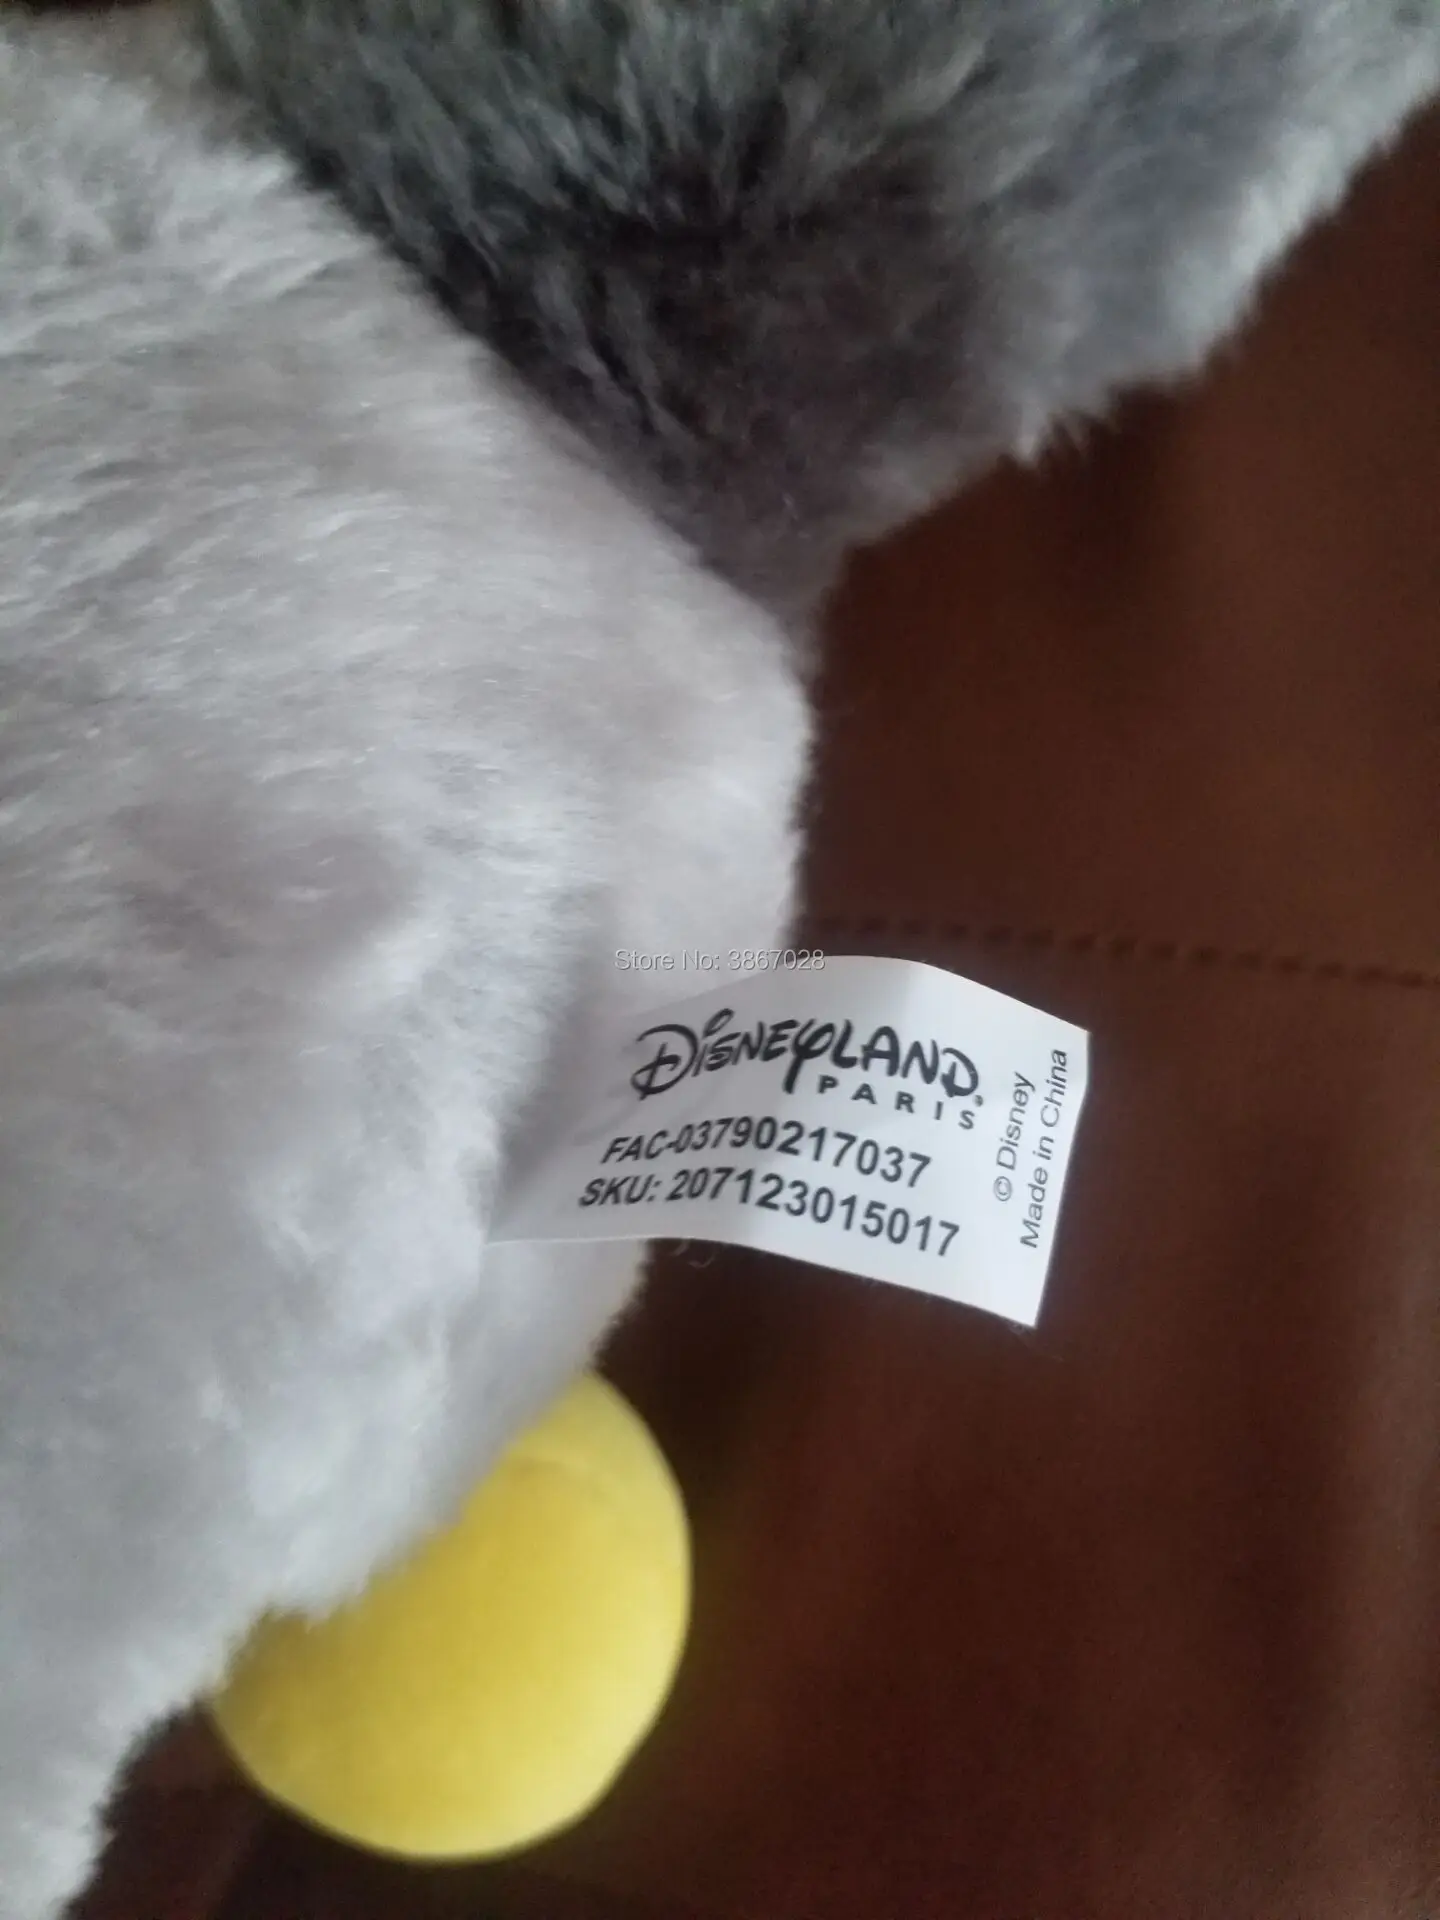 Store No: 3867028
DISNEYLAND
PARIS
FAC-03790217037
SKU: 207123015017
© Disney
Made in China